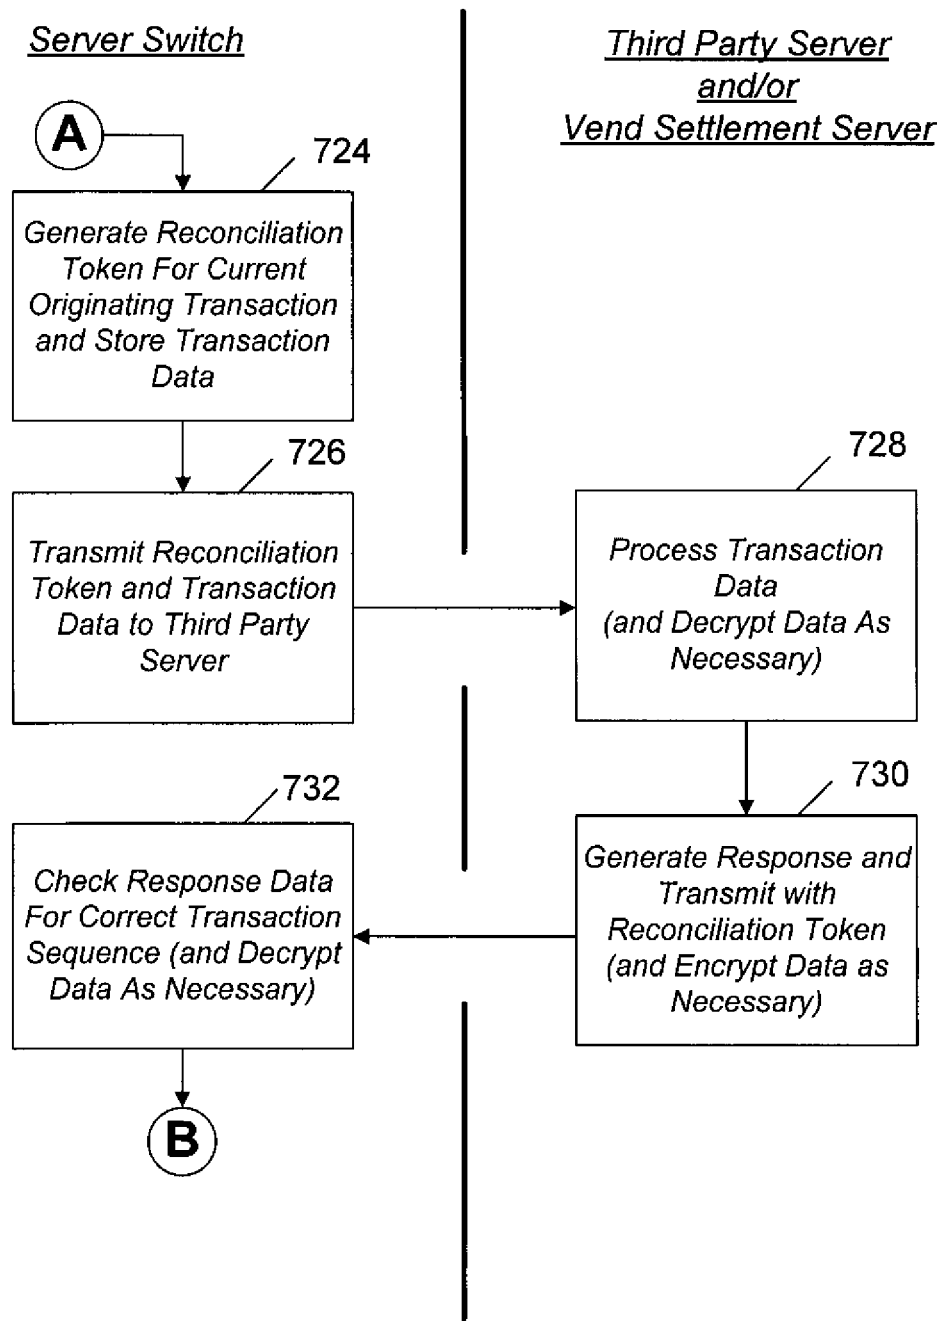 Server Switch
Third Party Server
and/or
Vend Settlement Server
A
724
Generate Reconciliation
Token For Current
Originating Transaction
and Store Transaction
Data
726
Transmit Reconciliation
Token and Transaction
Data to Third Party
Server
728
Process Transaction
Data
(and Decrypt Data As
Necessary)
730
Generate Response and
Transmit with
Reconciliation Token
(and Encrypt Data as
Necessary)
732
Check Response Data
For Correct Transaction
Sequence (and Decrypt
Data As Necessary)
B